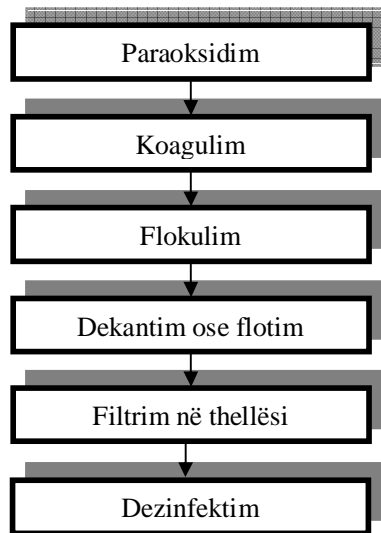 Paraoksidim
Koagulim
Flokulim
Dekantim ose flotim
Filtrim në thellësi
Dezinfektim